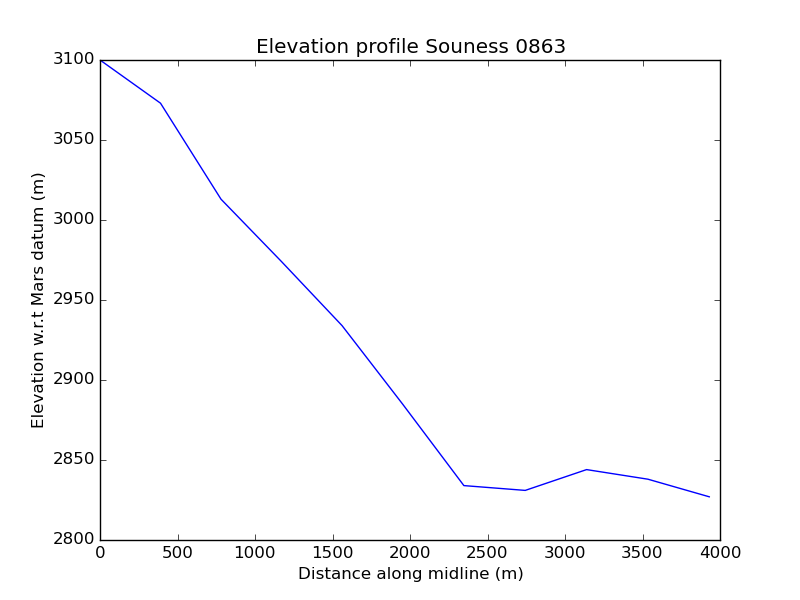 Elevation profile Souness 0863
3100
3050
3000
2950
2900
2850
2800
Elevation w.r.t Mars datum (m)
0 500 1000 1500 2000 2500 3000 3500 4000
Distance along midline (m)